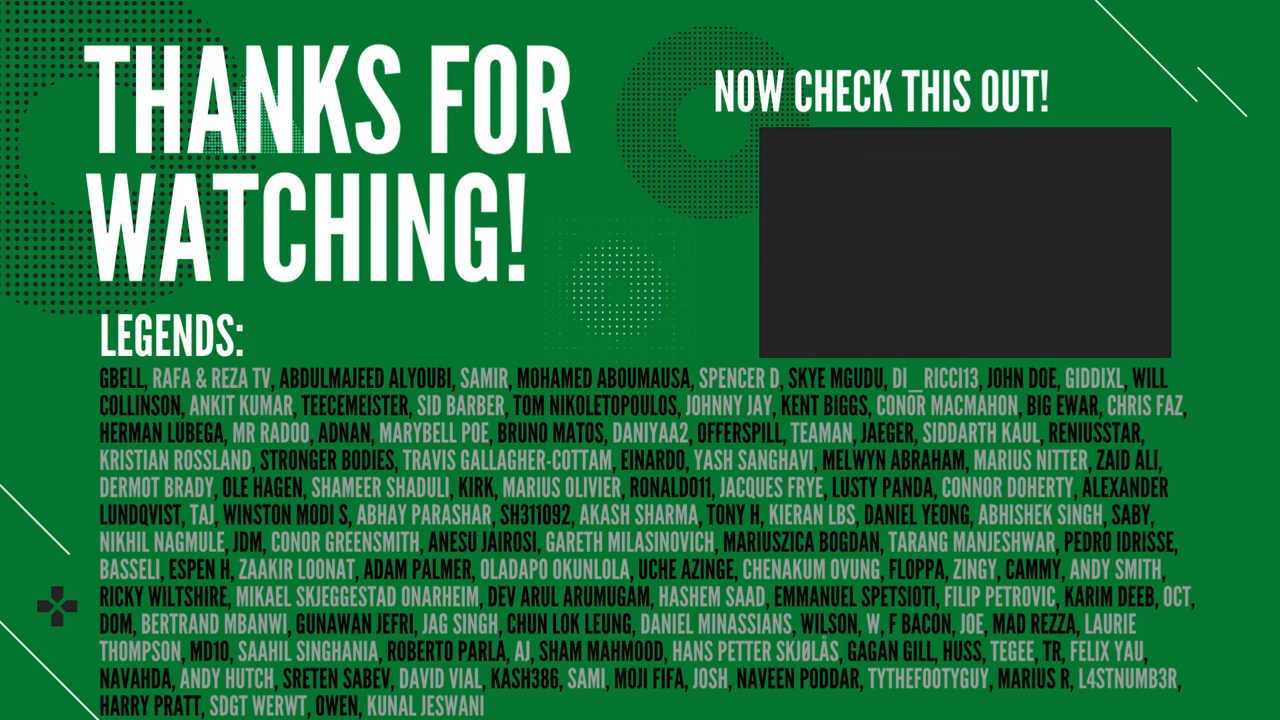 THANKS FOR
WATCHING!
NOW CHECK THIS OUT!
LEGENDS:
GBELL, RAFA & REZA TV, ABDULMAJEED ALYOUBI, SAMIR, MOHAMED ABOUMAUSA, SPENCER D, SKYE MGUDU, DI_RICCI13, JOHN DOE, GIDDIXL, WILL
COLLINSON, ANKIT KUMAR, TEECEMEISTER, SID BARBER, TOM NIKOLETOPOULOS, JOHNNY JAY, KENT BIGGS, CONOR MACMAHON, BIG EWAR, CHRIS FAZ,
HERMAN LUBEGA, MR RADOO, ADNAN, MARYBELL POE, BRUNO MATOS, DANIYAA2, OFFERSPILL, TEAMAN, JAEGER, SIDDARTH KAUL, RENIUSSTAR,
KRISTIAN ROSSLAND, STRONGER BODIES, TRAVIS GALLAGHER-COTTAM, EINARDO, YASH SANGHAVI, MELWYN ABRAHAM, MARIUS NITTER, ZAID ALI,
DERMOT BRADY, OLE HAGEN, SHAMEER SHADULI, KIRK, MARIUS OLIVIER, RONALDO11, JACQUES FRYE, LUSTY PANDA, CONNOR DOHERTY, ALEXANDER
LUNDQVIST, TAJ, WINSTON MODI S, ABHAY PARASHAR, SH311092, AKASH SHARMA, TONY H, KIERAN LBS, DANIEL YEONG, ABHISHEK SINGH, SABY,
NIKHIL NAGMULE, JDM, CONOR GREENSMITH, ANESU JAIROSI, GARETH MILASINOVICH, MARIUSZICA BOGDAN, TARANG MANJESHWAR, PEDRO IDRISSE,
BASSELI, ESPEN H, ZAAKIR LOONAT, ADAM PALMER, OLADAPO OKUNLOLA, UCHE AZINGE, CHENAKUM OVUNG, FLOPPA, ZINGY, CAMMY, ANDY SMITH,
RICKY WILTSHIRE, MIKAEL SKJEGGESTAD ONARHEIM, DEV ARUL ARUMUGAM, HASHEM SAAD, EMMANUEL SPETSIOTI, FILIP PETROVIC, KARIM DEEB, OCT,
DOM, BERTRAND MBANWI, GUNAWAN JEFRI, JAG SINGH, CHUN LOK LEUNG, DANIEL MINASSIANS, WILSON, W, F BACON, JOE, MAD REZZA, LAURIE
THOMPSON, MD10, SAAHIL SINGHANIA, ROBERTO PARLA, AJ, SHAM MAHMOOD, HANS PETTER SKJØLÅS, GAGAN GILL, HUSS, TEGEE, TR, FELIX YAU,
NAVAHDA, ANDY HUTCH, SRETEN SABEV, DAVID VIAL, KASH386, SAMI, MOJI FIFA, JOSH, NAVEEN PODDAR, TYTHEFOOTYGUY, MARIUS R, L4STNUMB3R,
HARRY PRATT, SDGT WERWT, OWEN, KUNAL JESWANI